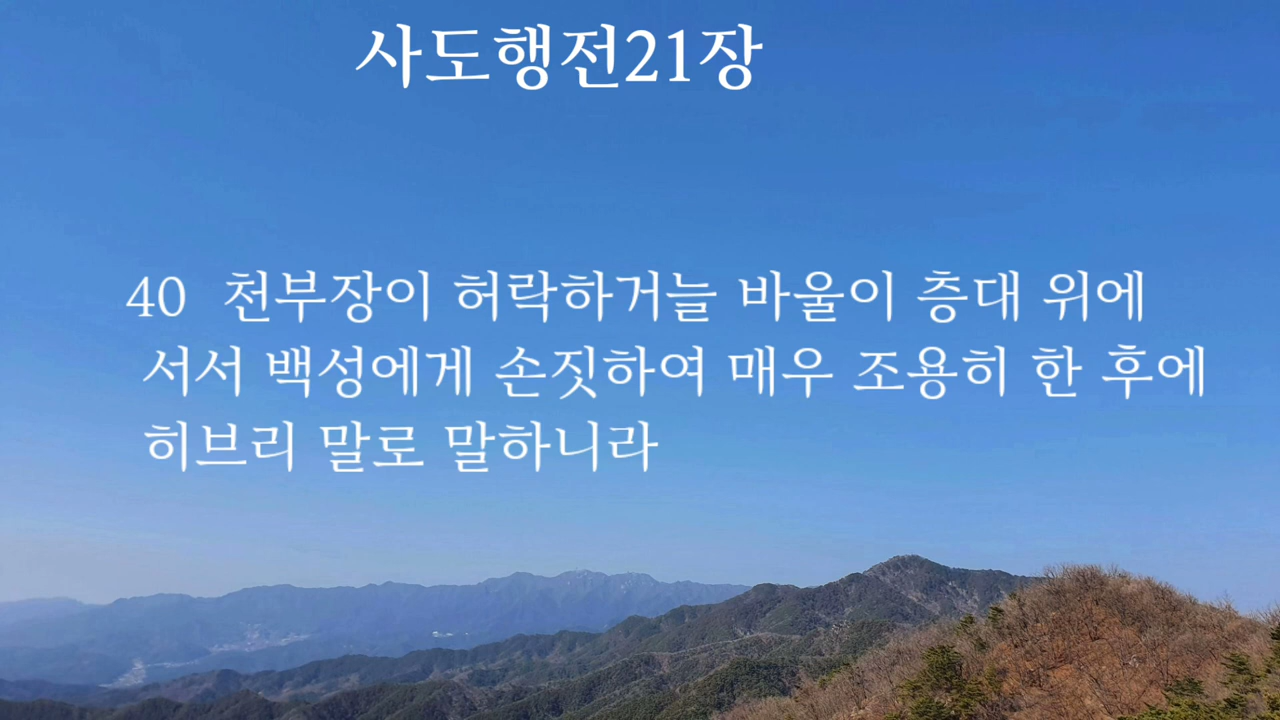 사도행전21장
40 천부장이 허락하거늘 바울이 층대 위에
서서 백성에게 손짓하여 매우 조용히 한 후에
히브리 말로 말하니라